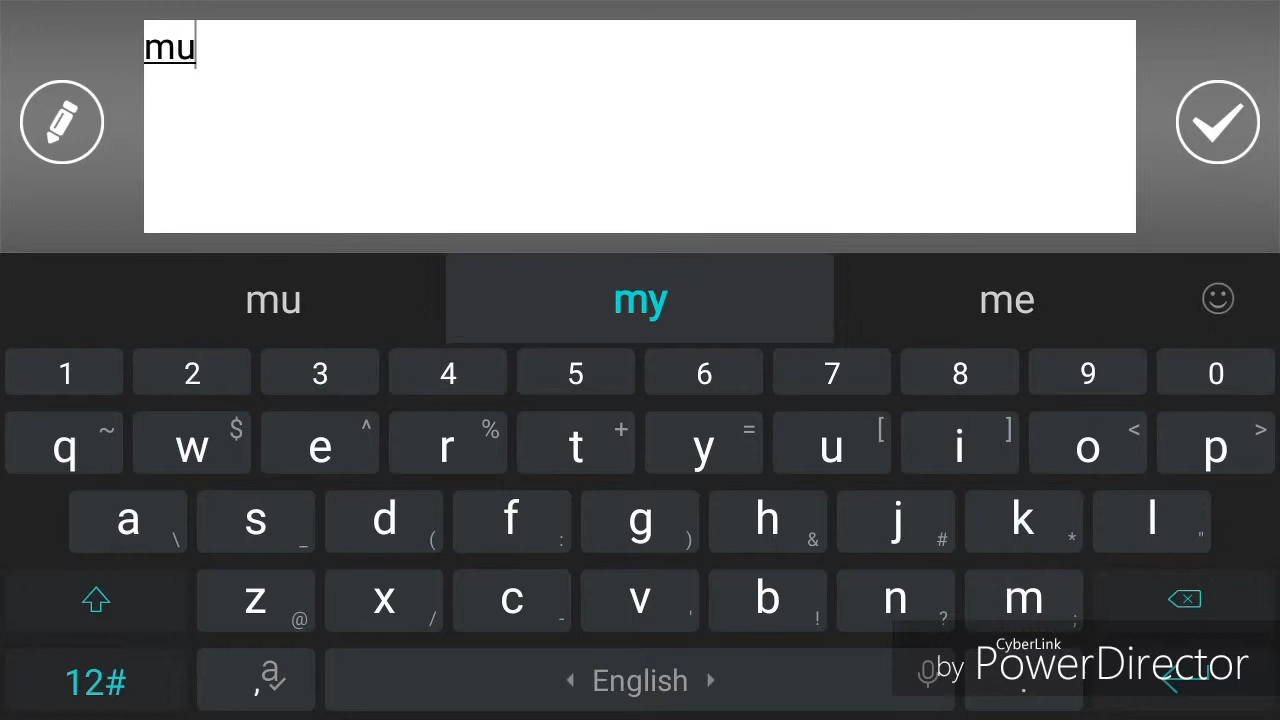 mu
mu my me
1 2 3 4 5 6 7 8 9 0
q ~ w $ e ^ r % t + y = u [ i ] o < p >
a \ s _ d ( f : g ) h & j # k * l "
z @ x / c - v ' b ! n ? m ;
12# , a English .
CyberLink
by PowerDirector